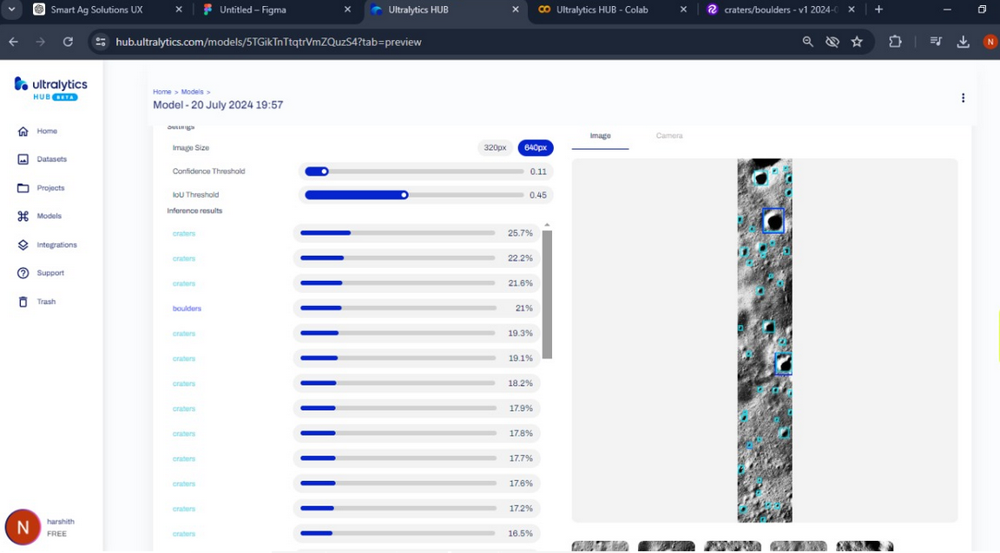 Smart Ag Solutions UX
Untitled – Figma
Ultralytics HUB
Ultralytics HUB - Colab
craters/boulders - v1 2024-0
hub.ultralytics.com/models/5TGikTnTtqtrVmZQuzS4?tab=preview
N
ultralytics
HUB BETA
Home
Datasets
Projects
Models
Integrations
Support
Trash
N
harshith
FREE
Home > Models >
Model - 20 July 2024 19:57
Settings
Image Size
320px
640px
Confidence Threshold
0.11
IoU Threshold
0.45
Inference results
craters 25.7%
craters 22.2%
craters 21.6%
boulders 21%
craters 19.3%
craters 19.1%
craters 18.2%
craters 17.9%
craters 17.8%
craters 17.7%
craters 17.6%
craters 17.2%
craters 16.5%
Image
Camera